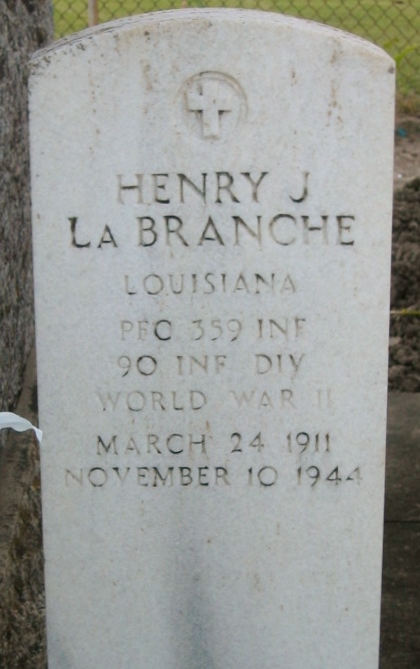 HENRY J
LA BRANCHE
LOUISIANA
PFC 359 INF
90 INF DIV
WORLD WAR II
MARCH 24 1911
NOVEMBER 10 1944